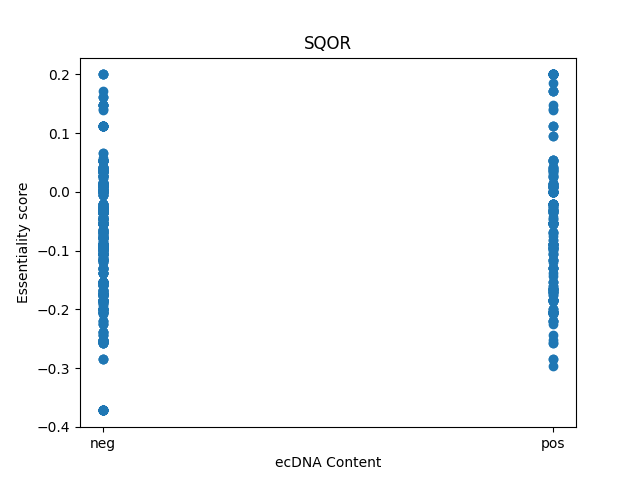 SQOR
Essentiality score
0.2
0.1
0.0
−0.1
−0.2
−0.3
−0.4
neg
pos
ecDNA Content